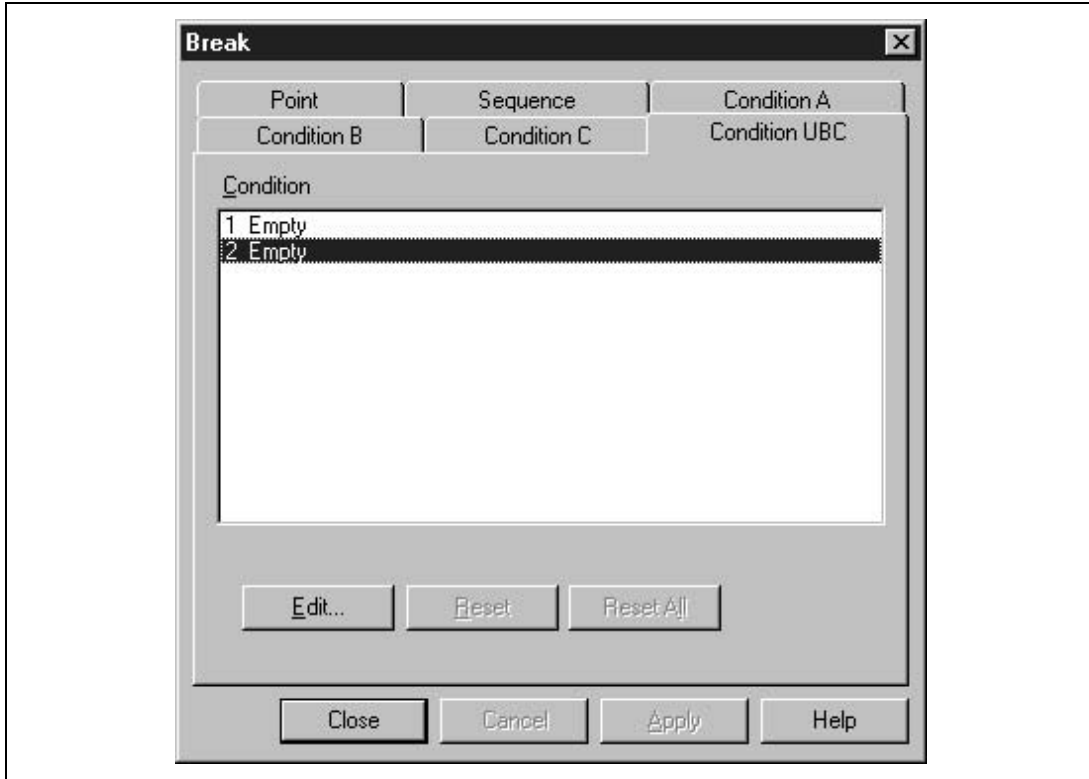 Break
Point Sequence Condition A
Condition B Condition C Condition UBC
Condition
1 Empty
2 Empty
Edit... Reset Reset All
Close Cancel Apply Help